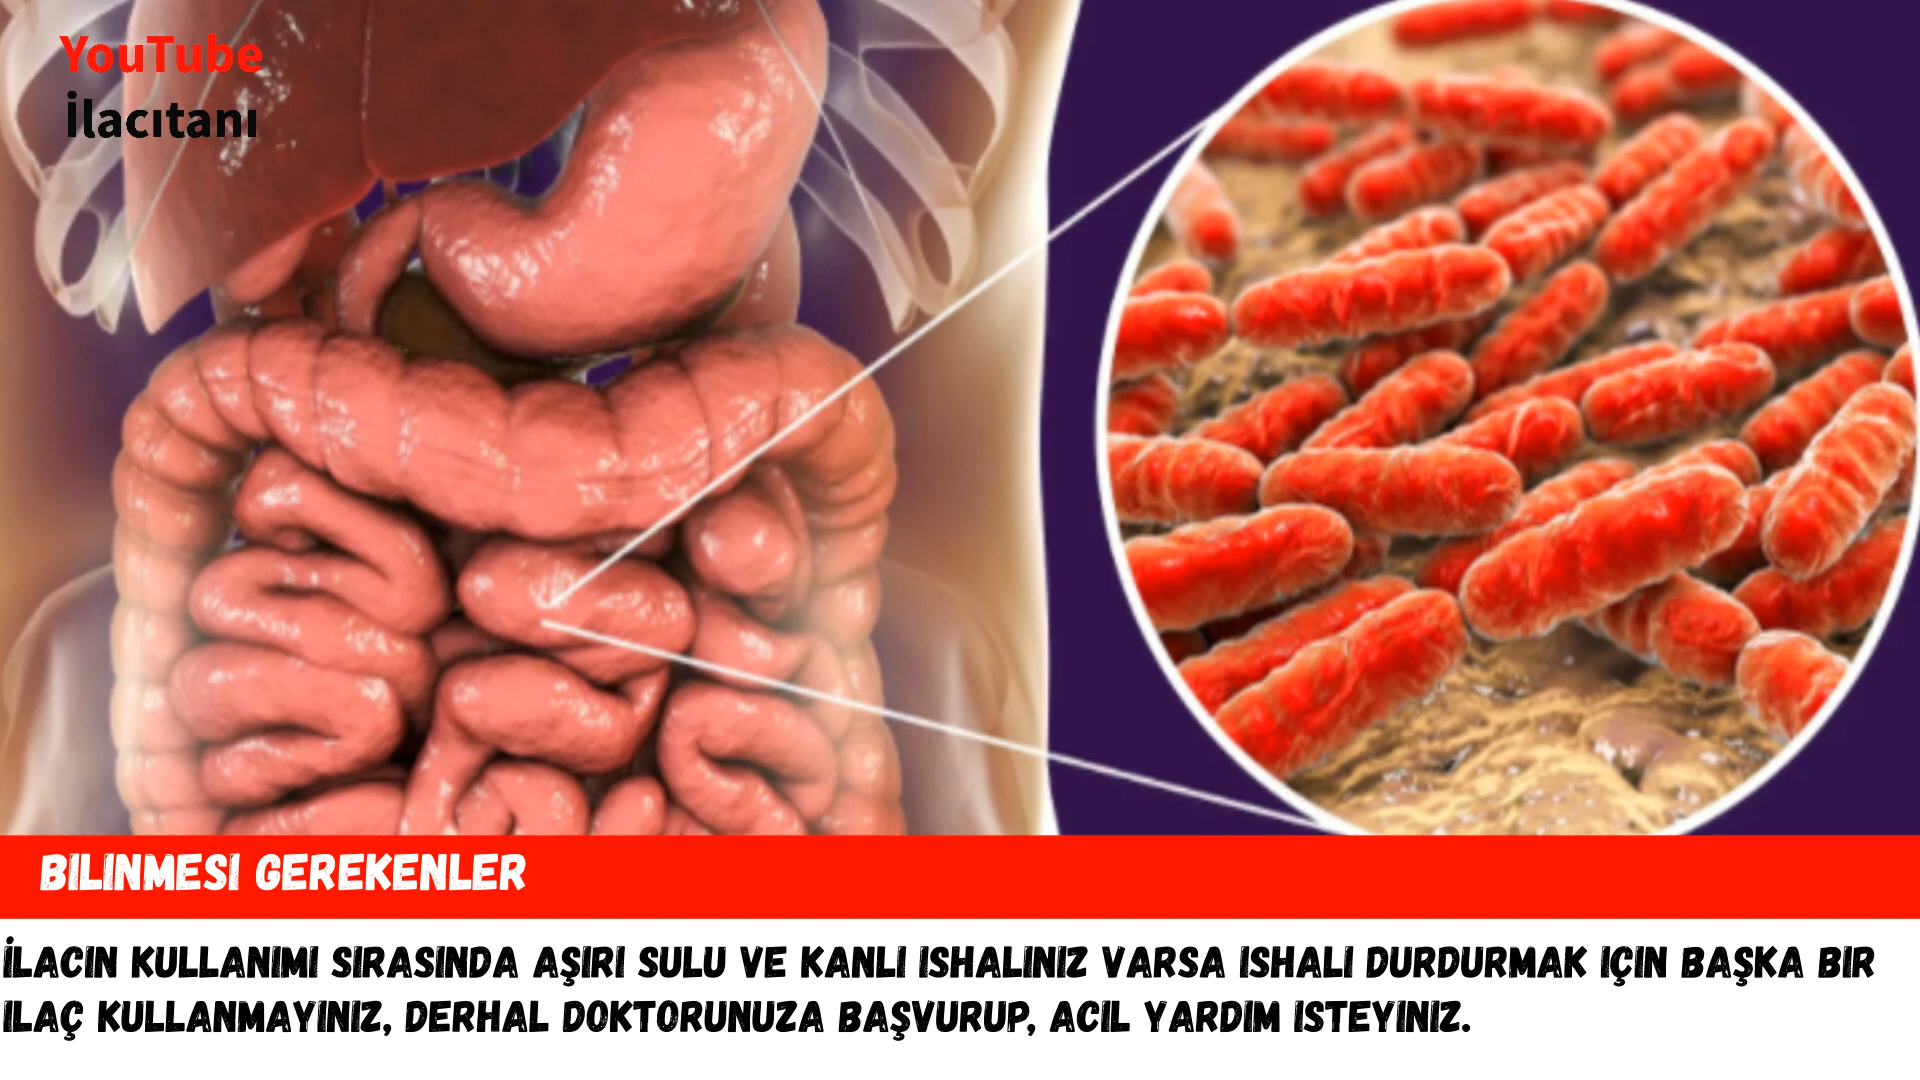 YouTube
İlacıtanı
BILINMESI GEREKENLER
İLACIN KULLANIMI SIRASINDA AŞIRI SULU VE KANLI ISHALINIZ VARSA ISHALI DURDURMAK IÇIN BAŞKA BIR
ILAÇ KULLANMAYINIZ, DERHAL DOKTORUNUZA BAŞVURUP, ACIL YARDIM ISTEYINIZ.